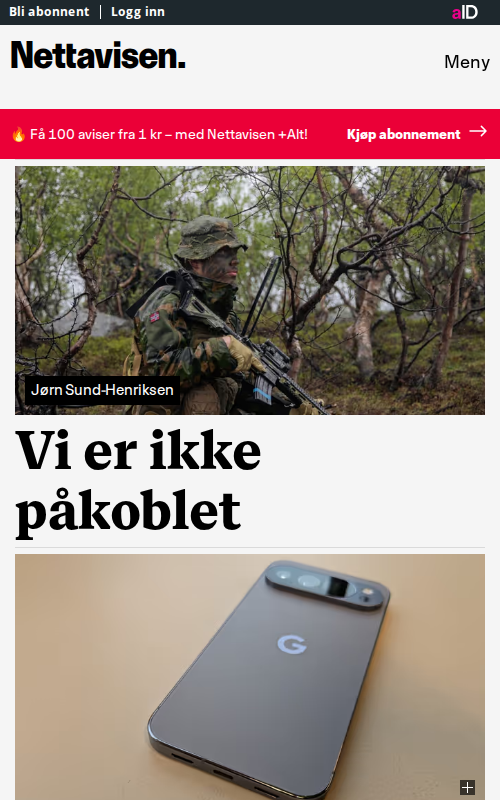 Bli abonnent
Logg inn
aID
Nettavisen.
Meny
🔥 Få 100 aviser fra 1 kr – med Nettavisen +Alt!
Kjøp abonnement →
Jørn Sund-Henriksen
Vi er ikke
påkoblet
G